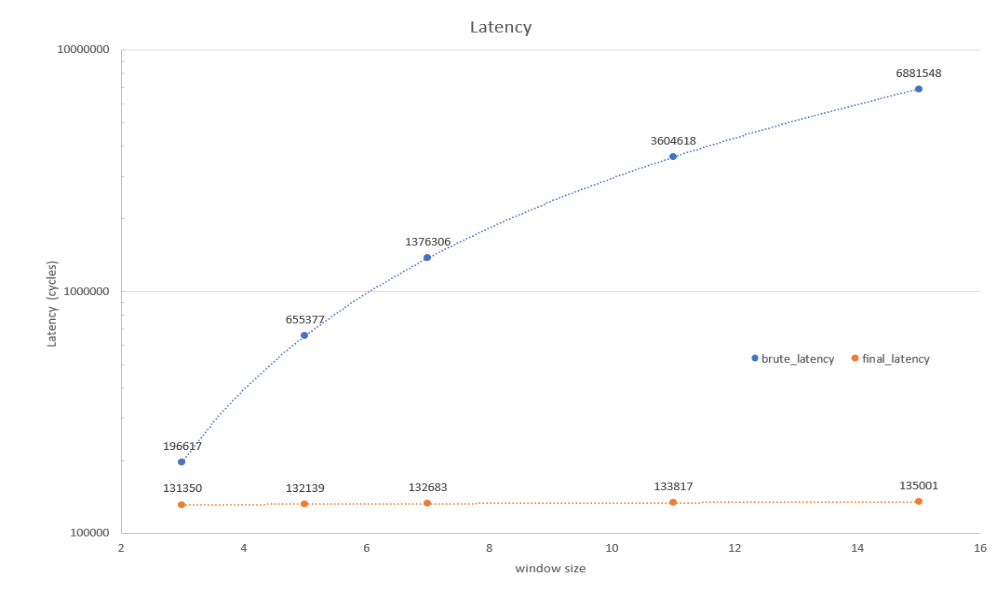 Latency
10000000
6881548
3604618
1376306
Latency (cycles)
1000000
655377
brute_latency final_latency
196617
131350 132139 132683 133817 135001
100000
2 4 6 8 10 12 14 16
window size